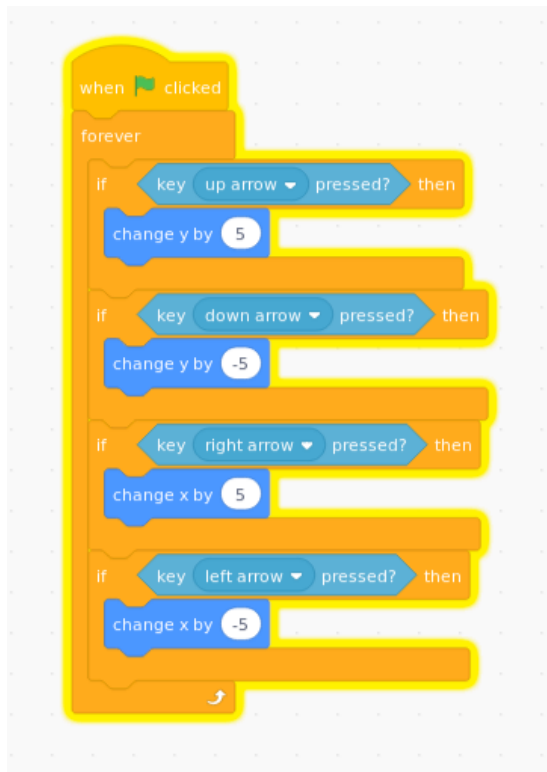 when clicked
forever
if key up arrow pressed? then
change y by 5
if key down arrow pressed? then
change y by -5
if key right arrow pressed? then
change x by 5
if key left arrow pressed? then
change x by -5